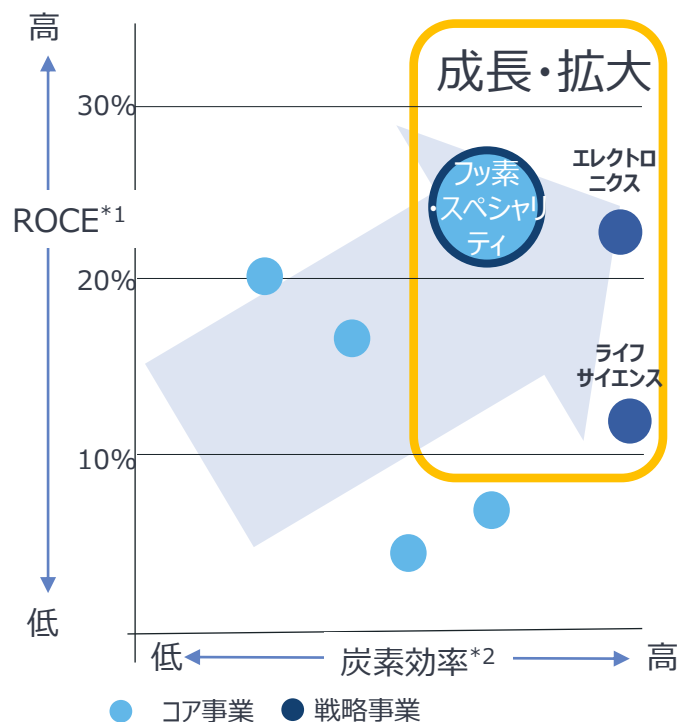 高
成長・拡大
30%
エレクトロ
ニクス
フッ素
・スペシャリ
ティ
ROCE*1
20%
ライフ
サイエンス
10%
低
低
炭素効率*2
高
コア事業
戦略事業